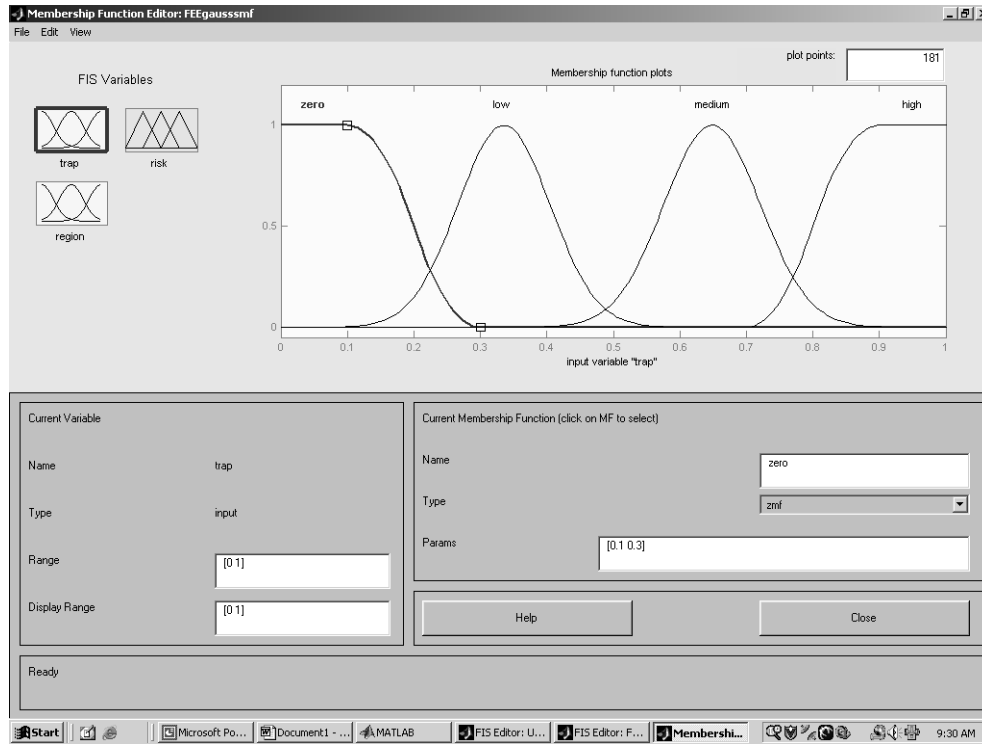 Membership Function Editor: FEEgausssmf
File Edit View
FIS Variables
trap
risk
region
plot points:
181
Membership function plots
zero low medium high
1
0.5
0
0 0.1 0.2 0.3 0.4 0.5 0.6 0.7 0.8 0.9 1
input variable "trap"
Current Variable
Name trap
Type input
Range [0 1]
Display Range [0 1]
Current Membership Function (click on MF to select)
Name zero
Type zmf
Params [0.1 0.3]
Help Close
Ready
Start Microsoft Po... Document1 - ... MATLAB FIS Editor: U... FIS Editor: F... Membershi... 9:30 AM